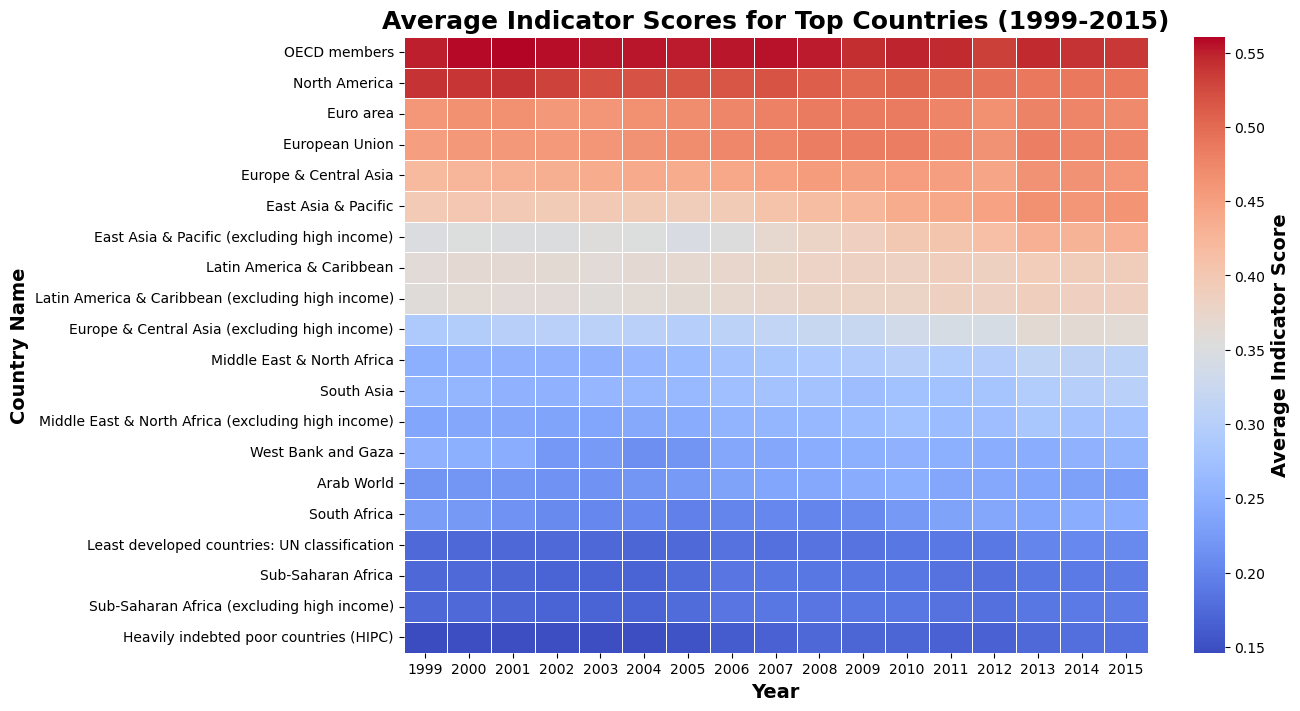 Average Indicator Scores for Top Countries (1999-2015)
Country Name
OECD members
North America
Euro area
European Union
Europe & Central Asia
East Asia & Pacific
East Asia & Pacific (excluding high income)
Latin America & Caribbean
Latin America & Caribbean (excluding high income)
Europe & Central Asia (excluding high income)
Middle East & North Africa
South Asia
Middle East & North Africa (excluding high income)
West Bank and Gaza
Arab World
South Africa
Least developed countries: UN classification
Sub-Saharan Africa
Sub-Saharan Africa (excluding high income)
Heavily indebted poor countries (HIPC)
1999 2000 2001 2002 2003 2004 2005 2006 2007 2008 2009 2010 2011 2012 2013 2014 2015
Year
0.55
0.50
0.45
0.40
0.35
0.30
0.25
0.20
0.15
Average Indicator Score